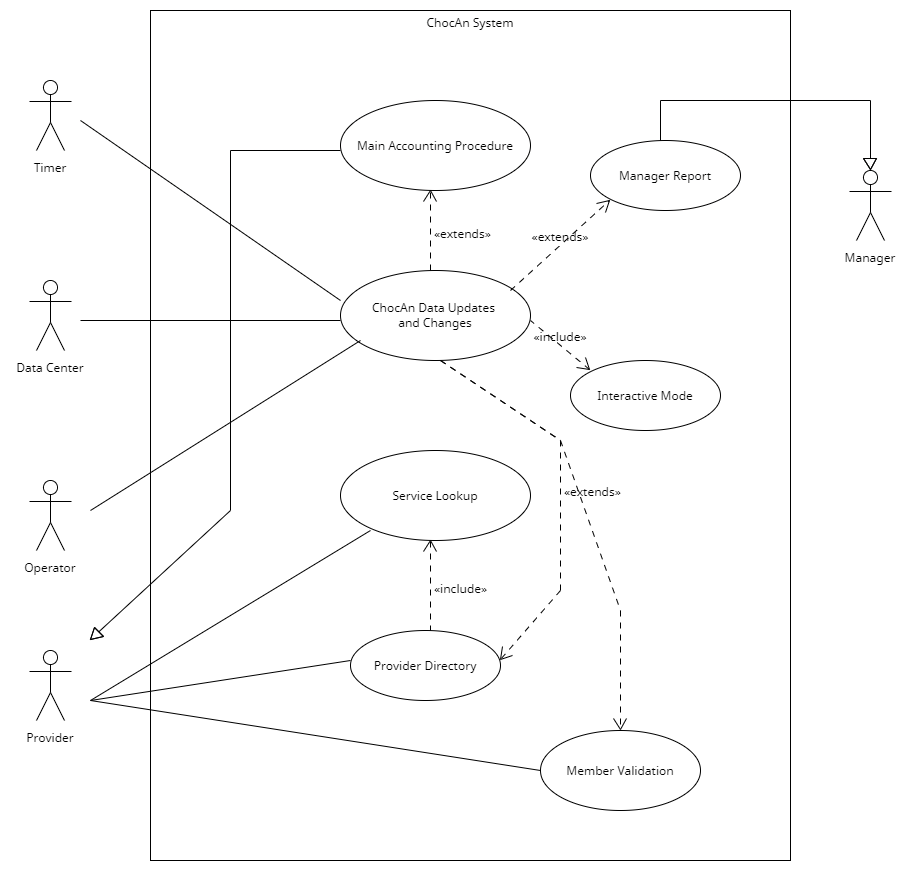 ChocAn System
Timer
Main Accounting Procedure
Manager Report
Manager
«extends»
«extends»
Data Center
ChocAn Data Updates
and Changes
«include»
Interactive Mode
Operator
Service Lookup
«extends»
«include»
Provider
Provider Directory
Member Validation